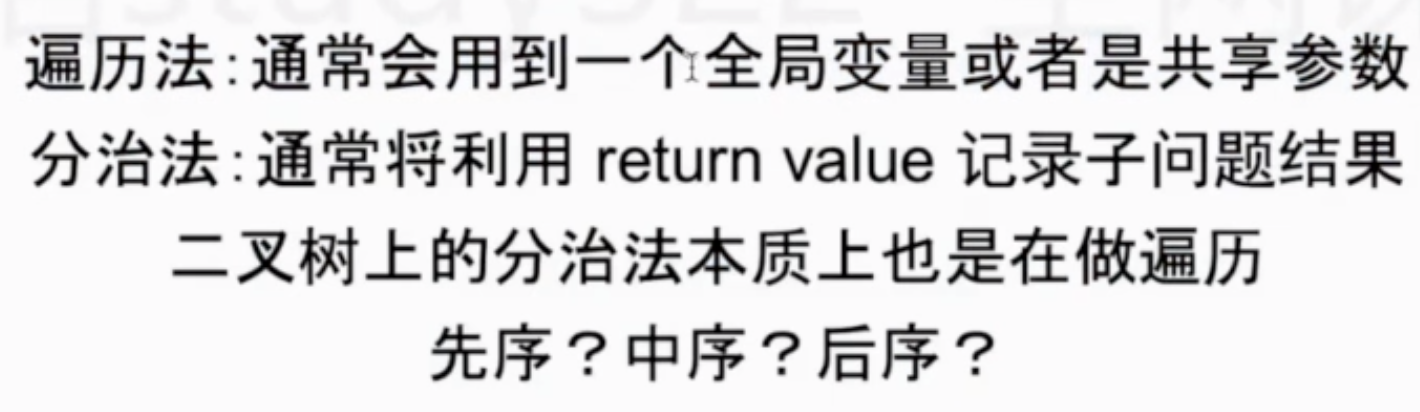 遍历法:通常会用到一个全局变量或者是共享参数
分治法:通常将利用 return value 记录子问题结果
二叉树上的分治法本质上也是在做遍历
先序？中序？后序？